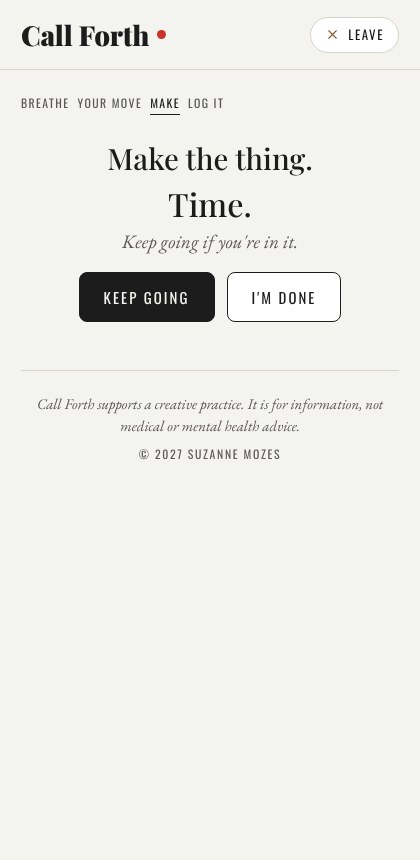 Call Forth
× LEAVE
BREATHE YOUR MOVE MAKE LOG IT
Make the thing.
Time.
Keep going if you're in it.
KEEP GOING I'M DONE
Call Forth supports a creative practice. It is for information, not
medical or mental health advice.
© 2027 SUZANNE MOZES